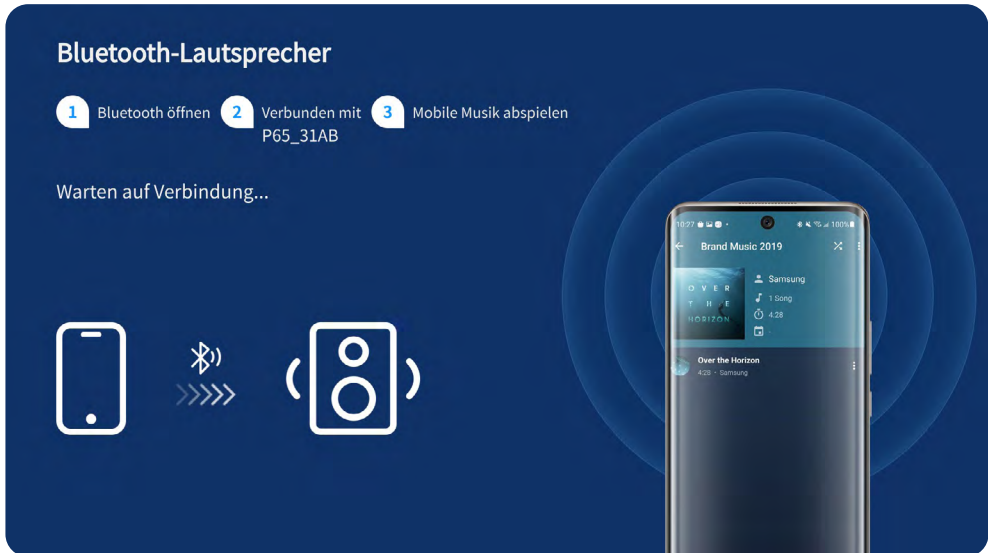 Bluetooth-Lautsprecher
1 Bluetooth öffnen 2 Verbunden mit 3 Mobile Musik abspielen
P65_31AB
Warten auf Verbindung...
10:27 100%
Brand Music 2019
OVER
THE
HORIZON
Samsung
1 Song
4:28
-
Over the Horizon
4:28 • Samsung